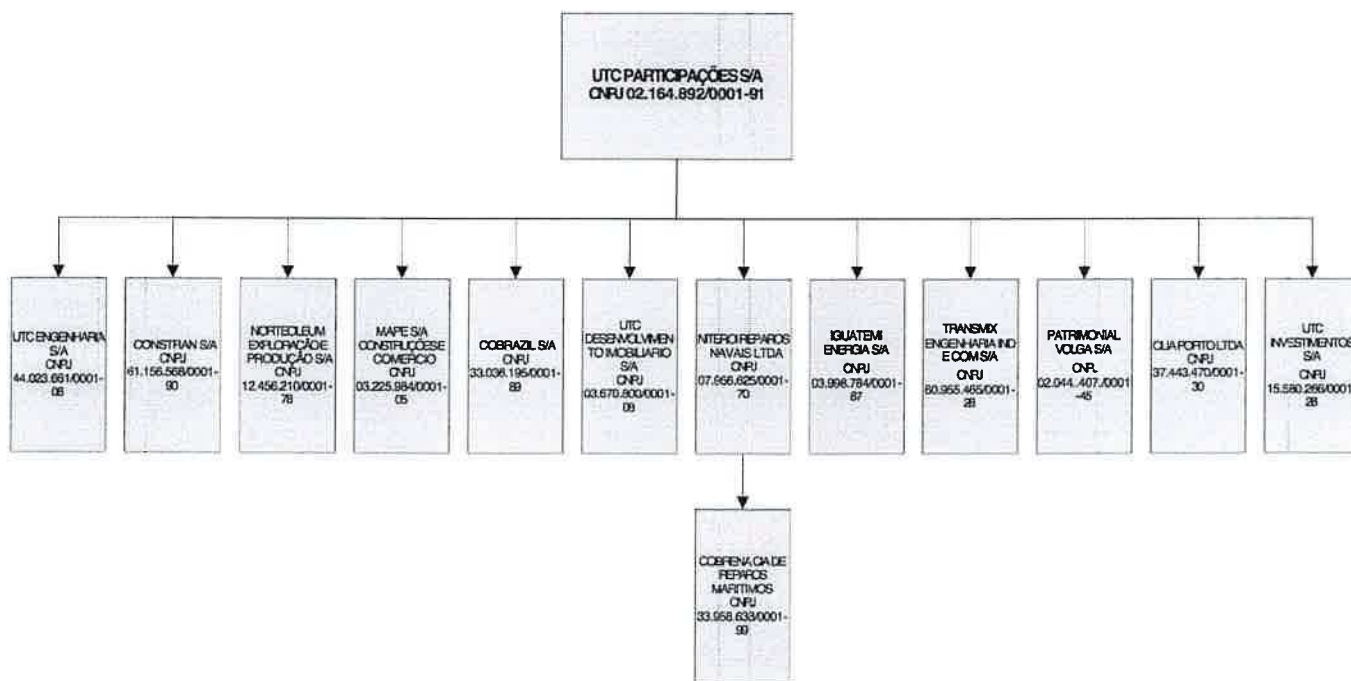 UTC PARTICIPAÇÕES S/A
CNPJ 02.164.892/0001-91
UTC ENGENHARIA
S/A
CNPJ
44.023.661/0001-
08
CONSTRAN S/A
CNPJ
61.156.568/0001-
90
NORTEOLEUM
EXPLORAÇÃO E
PRODUÇÃO S/A
CNPJ
12.456.210/0001-
78
MAPE S/A
CONSTRUÇÕES E
COMERCIO
CNPJ
03.225.984/0001-
05
COBRAZIL S/A
CNPJ
33.036.195/0001-
89
UTC
DESENVOLVIMEN
TO IMOBILIARIO
S/A
CNPJ
03.670.800/0001-
09
NITEROI REPAROS
NAVAIS LTDA
CNPJ
07.956.625/0001-
70
IGUATEMI
ENERGIA S/A
CNPJ
03.998.784/0001-
87
TRANSMIX
ENGENHARIA IND
E COM S/A
CNPJ
60.955.465/0001-
28
PATRIMONIAL
VOLGA S/A
CNPJ.
02.044..407./0001
-45
CLIA PORTO LTDA
CNPJ
37.443.470/0001-
30
UTC
INVESTIMENTOS
S/A
CNPJ
15.580.266/0001-
28
COBRENA CIA DE
REPAROS
MARITIMOS
CNPJ
33.958.633/0001-
99